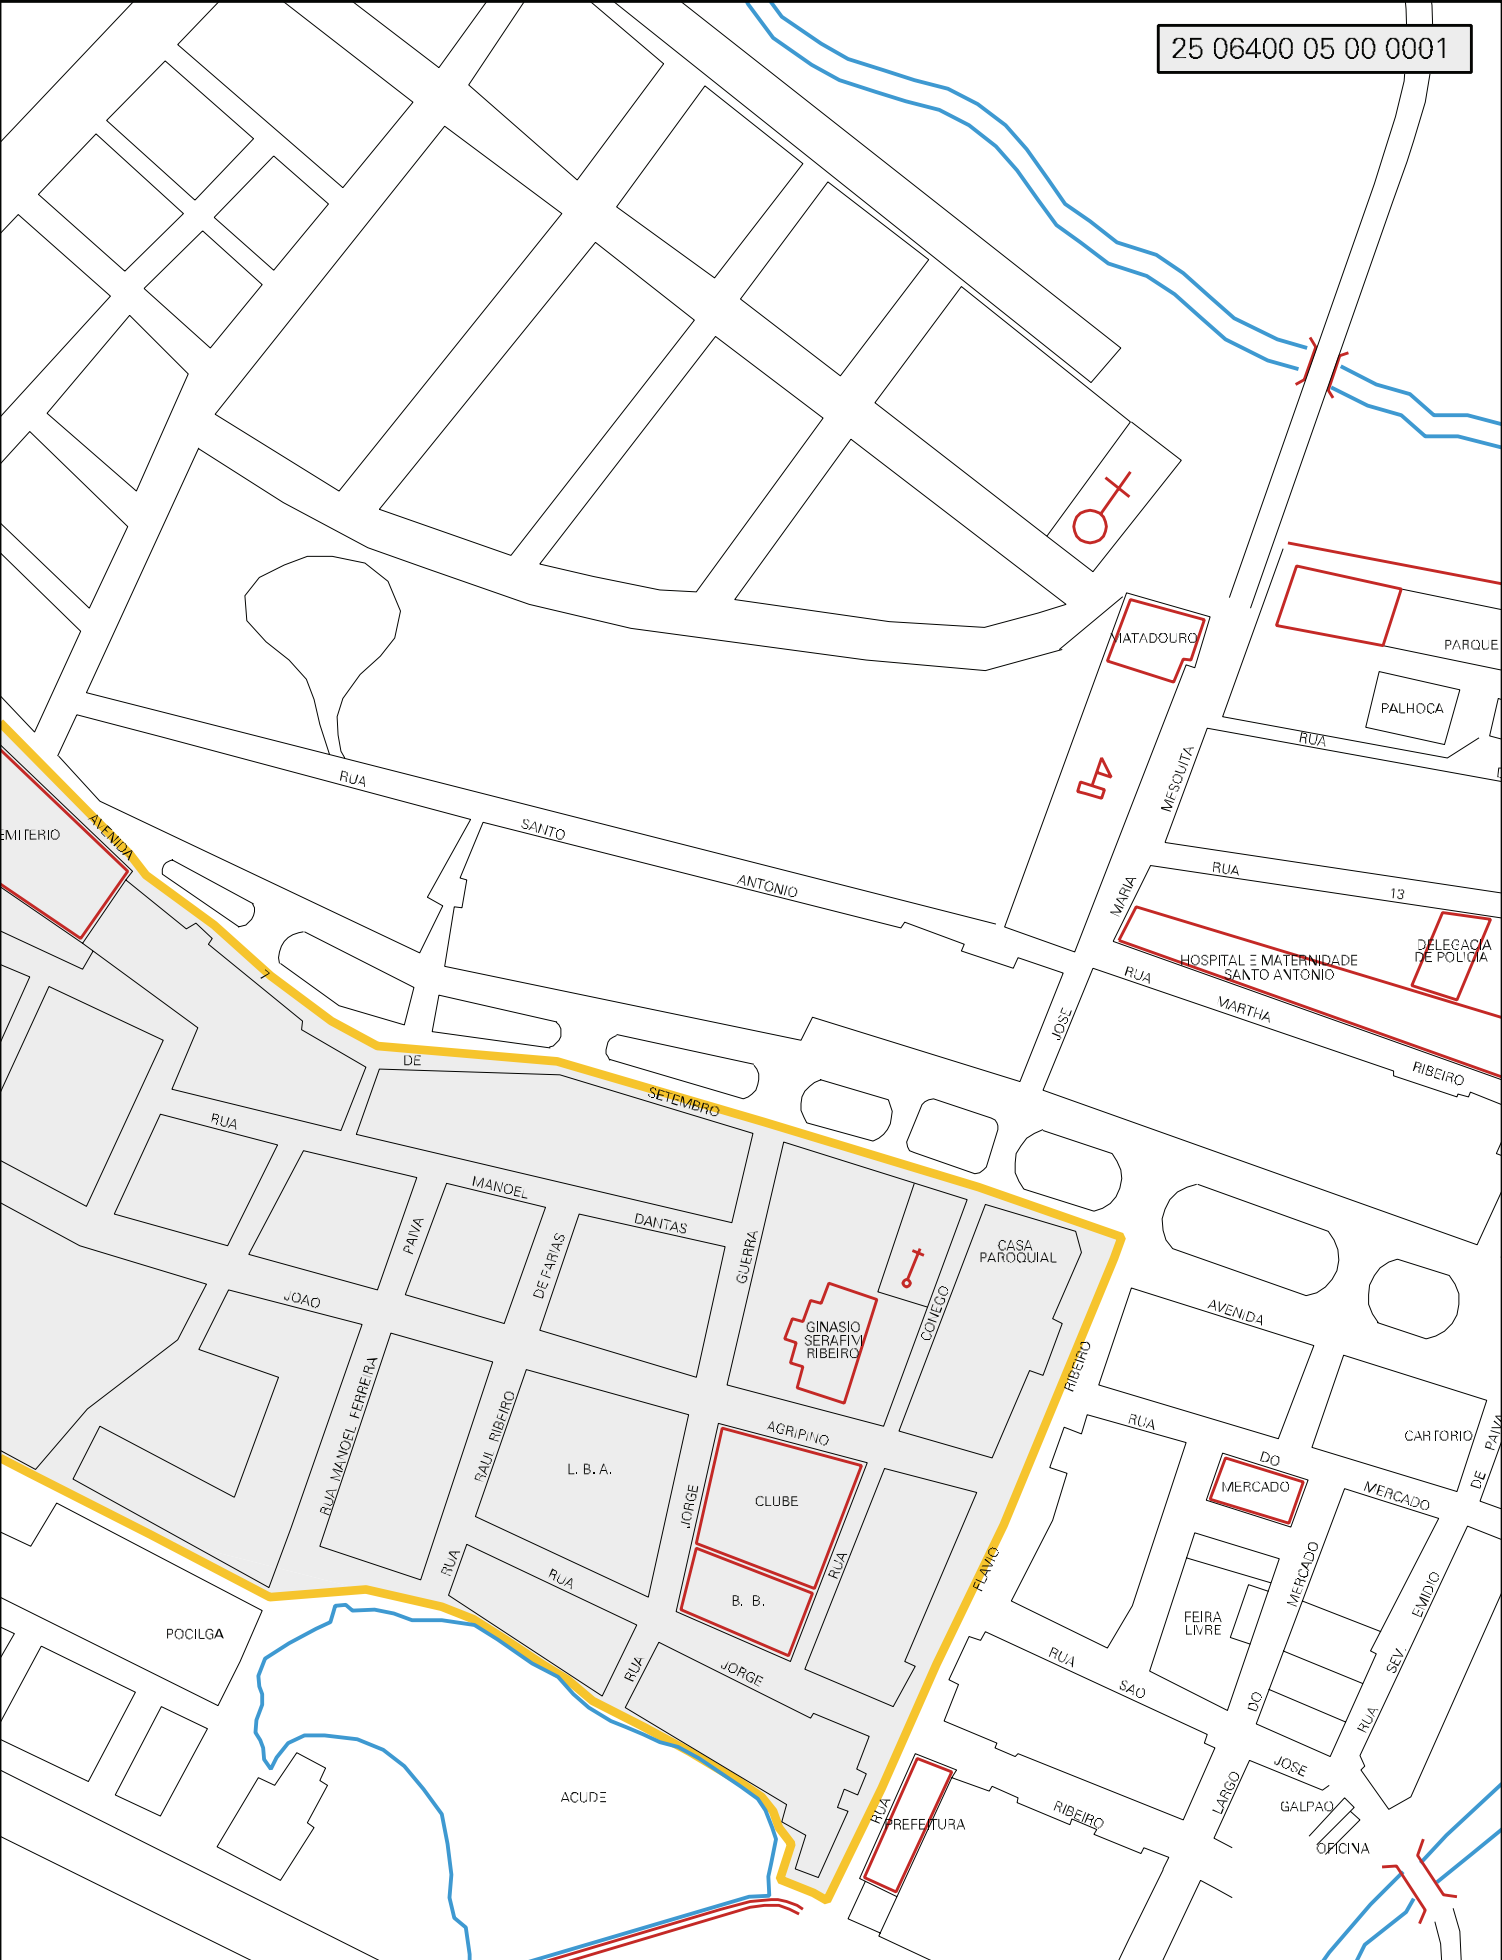 25 06400 05 00 0001
MATADOURO
PARQUE
PALHOCA
RUA
MESQUITA
RUA
SANTO
ANTONIO
AVENIDA
EMITERIO
RUA
13
MARIA
DELEGACIA
DE POLICIA
HOSPITAL E MATERNIDADE
SANTO ANTONIO
RUA
MARTHA
RIBEIRO
JOSE
7
DE
SETEMBRO
RUA
MANOEL
DANTAS
PAIVA
DE FARIAS
GUERRA
CASA
PAROQUIAL
JOAO
GINASIO
SERAFIM
RIBEIRO
CONEGO
AVENIDA
RIBEIRO
RUA MANOEL FERREIRA
RAUL RIBEIRO
AGRIPINO
RUA
DO
MERCADO
CARTORIO
PAIVA
DE
L. B. A.
CLUBE
JORGE
MERCADO
RUA
RUA
RUA
B. B.
FLAVIO
MERCADO
EMIDIO
FEIRA
LIVRE
POCILGA
RUA
JORGE
RUA
SAO
SEV.
DO
RUA
JOSE
LARGO
ACUDE
RUA
PREFEITURA
RIBEIRO
GALPAO
OFICINA